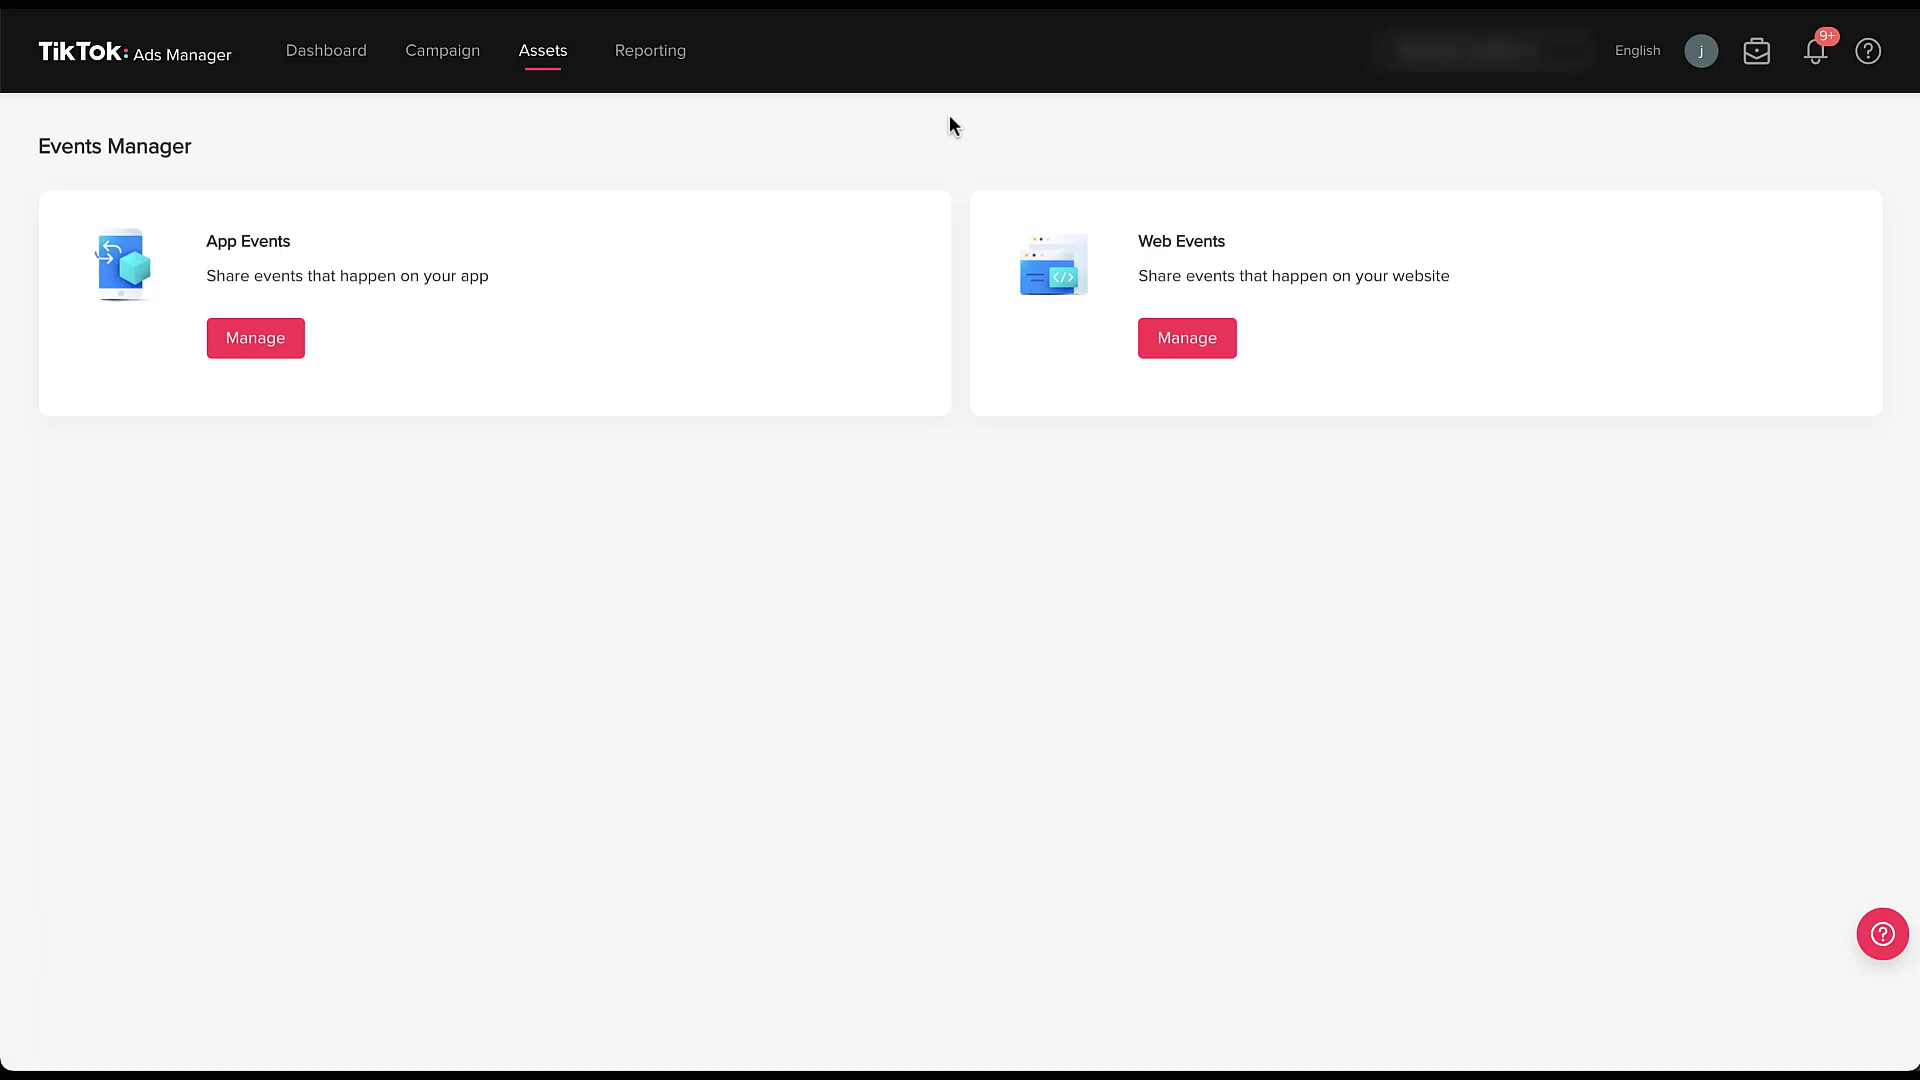 TikTok: Ads Manager Dashboard Campaign Assets Reporting English j 9+
Events Manager
App Events
Share events that happen on your app
Manage
Web Events
Share events that happen on your website
Manage